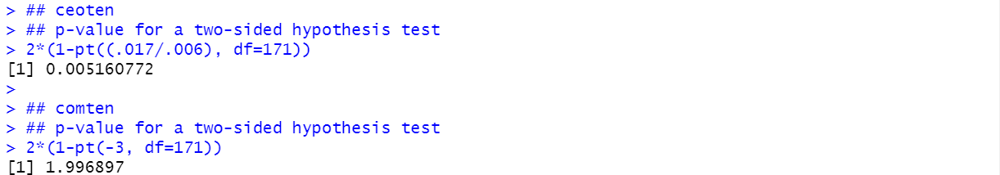 > ## ceoten
> ## p-value for a two-sided hypothesis test
> 2*(1-pt((.017/.006), df=171))
[1] 0.005160772
>
> ## comten
> ## p-value for a two-sided hypothesis test
> 2*(1-pt(-3, df=171))
[1] 1.996897